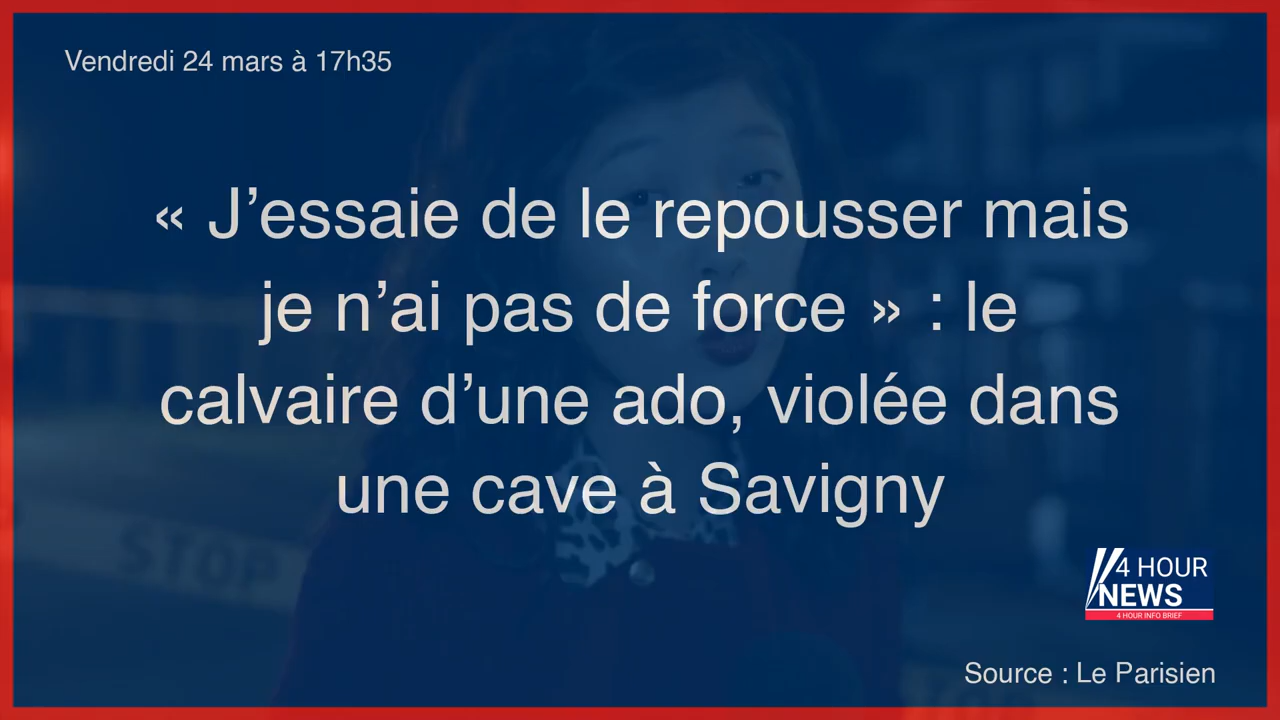 Vendredi 24 mars à 17h35
« J’essaie de le repousser mais
je n’ai pas de force » : le
calvaire d’une ado, violée dans
une cave à Savigny
STOP
4 HOUR
NEWS
4 HOUR INFO BRIEF
Source : Le Parisien